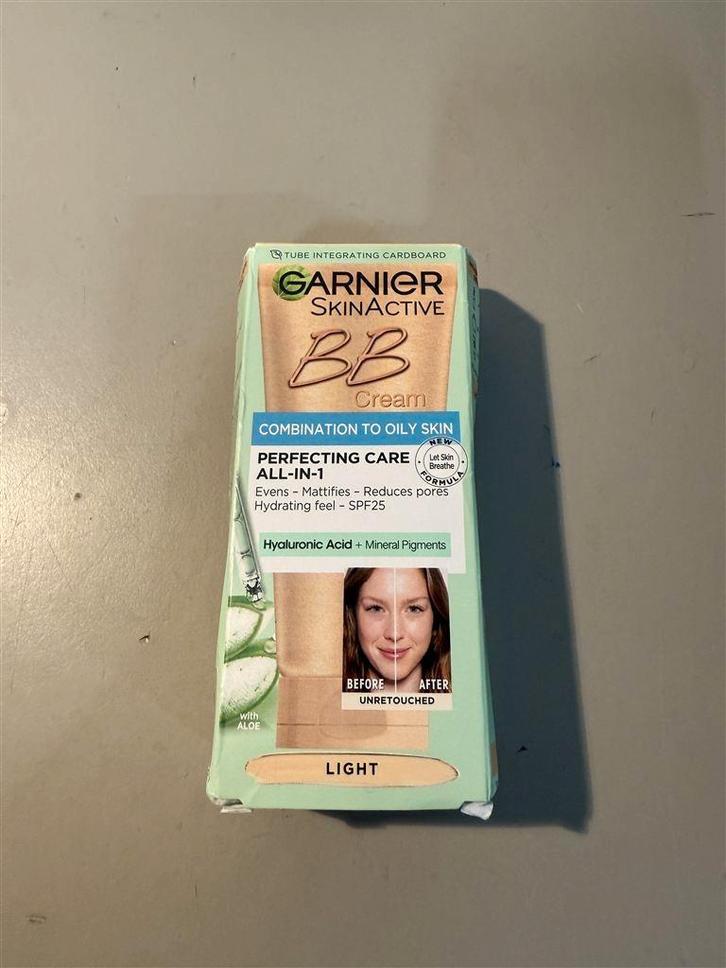 TUBE INTEGRATING CARDBOARD
GARNIER
SKINACTIVE
BB
Cream
COMBINATION TO OILY SKIN
PERFECTING CARE
ALL-IN-1
NEW
Let Skin
Breathe
FORMULA
Evens - Mattifies - Reduces pores
Hydrating feel - SPF25
Hyaluronic Acid + Mineral Pigments
BEFORE AFTER
UNRETOUCHED
with
ALOE
LIGHT